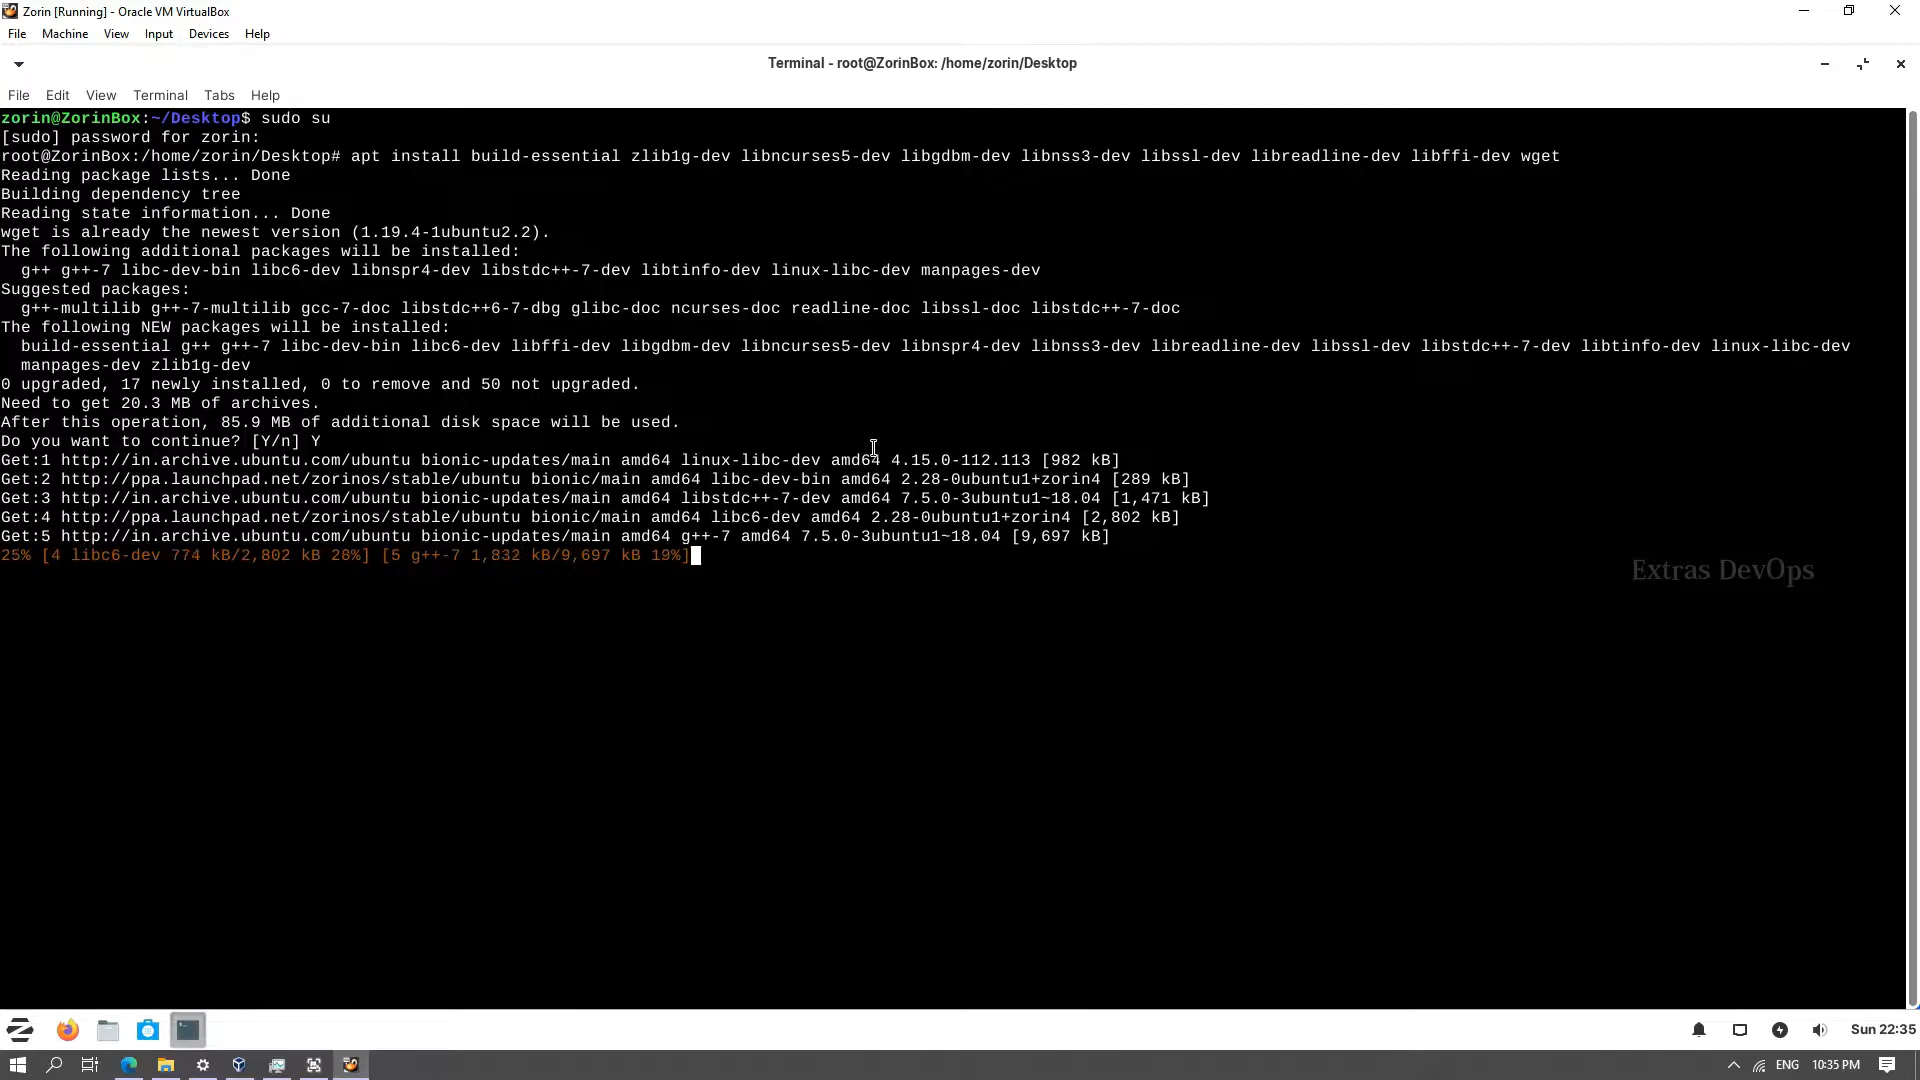 Zorin [Running] - Oracle VM VirtualBox
File Machine View Input Devices Help
Terminal - root@ZorinBox: /home/zorin/Desktop
File Edit View Terminal Tabs Help
zorin@ZorinBox:~/Desktop$ sudo su
[sudo] password for zorin:
root@ZorinBox:/home/zorin/Desktop# apt install build-essential zlib1g-dev libncurses5-dev libgdbm-dev libnss3-dev libssl-dev libreadline-dev libffi-dev wget
Reading package lists... Done
Building dependency tree
Reading state information... Done
wget is already the newest version (1.19.4-1ubuntu2.2).
The following additional packages will be installed:
  g++ g++-7 libc-dev-bin libc6-dev libnspr4-dev libstdc++-7-dev libtinfo-dev linux-libc-dev manpages-dev
Suggested packages:
  g++-multilib g++-7-multilib gcc-7-doc libstdc++6-7-dbg glibc-doc ncurses-doc readline-doc libssl-doc libstdc++-7-doc
The following NEW packages will be installed:
  build-essential g++ g++-7 libc-dev-bin libc6-dev libffi-dev libgdbm-dev libncurses5-dev libnspr4-dev libnss3-dev libreadline-dev libssl-dev libstdc++-7-dev libtinfo-dev linux-libc-dev
  manpages-dev zlib1g-dev
0 upgraded, 17 newly installed, 0 to remove and 50 not upgraded.
Need to get 20.3 MB of archives.
After this operation, 85.9 MB of additional disk space will be used.
Do you want to continue? [Y/n] Y
Get:1 http://in.archive.ubuntu.com/ubuntu bionic-updates/main amd64 linux-libc-dev amd64 4.15.0-112.113 [982 kB]
Get:2 http://ppa.launchpad.net/zorinos/stable/ubuntu bionic/main amd64 libc-dev-bin amd64 2.28-0ubuntu1+zorin4 [289 kB]
Get:3 http://in.archive.ubuntu.com/ubuntu bionic-updates/main amd64 libstdc++-7-dev amd64 7.5.0-3ubuntu1~18.04 [1,471 kB]
Get:4 http://ppa.launchpad.net/zorinos/stable/ubuntu bionic/main amd64 libc6-dev amd64 2.28-0ubuntu1+zorin4 [2,802 kB]
Get:5 http://in.archive.ubuntu.com/ubuntu bionic-updates/main amd64 g++-7 amd64 7.5.0-3ubuntu1~18.04 [9,697 kB]
25% [4 libc6-dev 774 kB/2,802 kB 28%] [5 g++-7 1,832 kB/9,697 kB 19%]
Extras DevOps
Sun 22:35
ENG 10:35 PM